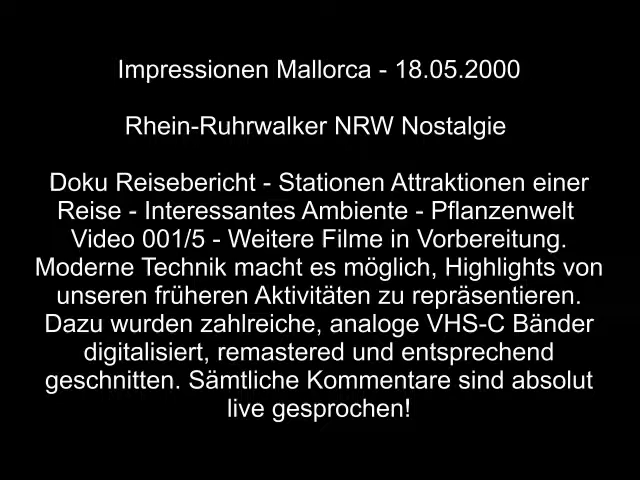 Impressionen Mallorca - 18.05.2000
Rhein-Ruhrwalker NRW Nostalgie
Doku Reisebericht - Stationen Attraktionen einer
Reise - Interessantes Ambiente - Pflanzenwelt
Video 001/5 - Weitere Filme in Vorbereitung.
Moderne Technik macht es möglich, Highlights von
unseren früheren Aktivitäten zu repräsentieren.
Dazu wurden zahlreiche, analoge VHS-C Bänder
digitalisiert, remastered und entsprechend
geschnitten. Sämtliche Kommentare sind absolut
live gesprochen!